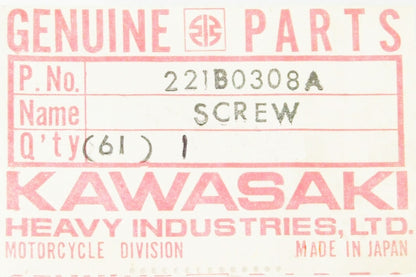 GENUINE PARTS
P.No. 221B0308A
Name SCREW
Q'ty (61) 1
KAWASAKI
HEAVY INDUSTRIES, LTD.
MOTORCYCLE DIVISION MADE IN JAPAN